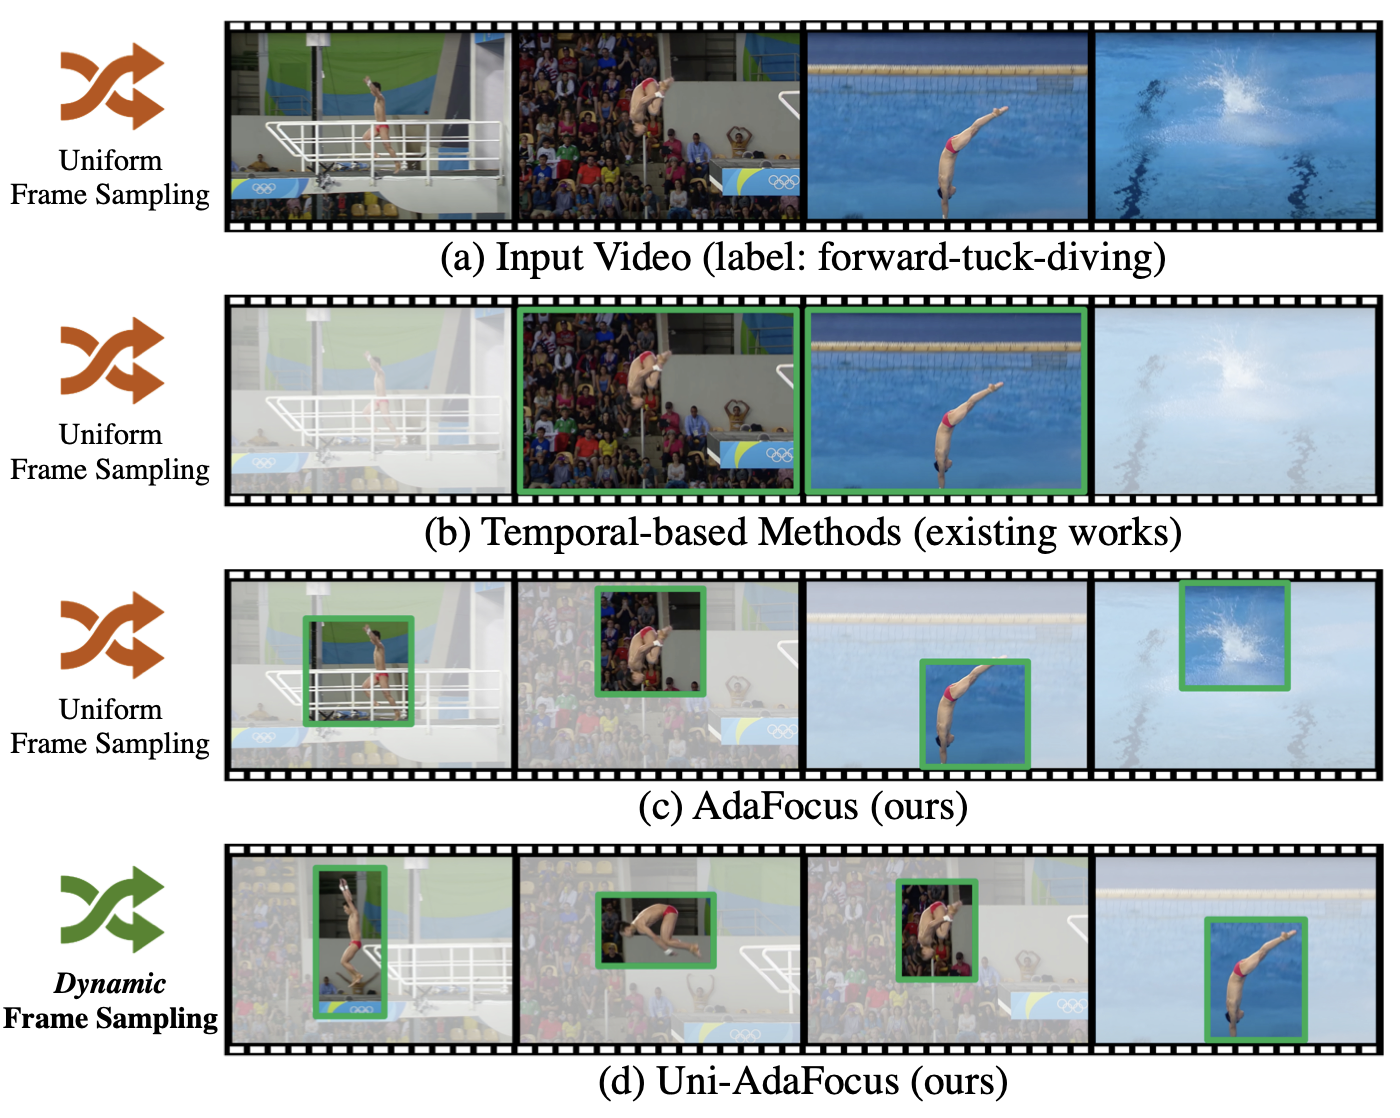 Uniform
Frame Sampling
(a) Input Video (label: forward-tuck-diving)
Uniform
Frame Sampling
(b) Temporal-based Methods (existing works)
Uniform
Frame Sampling
(c) AdaFocus (ours)
Dynamic
Frame Sampling
(d) Uni-AdaFocus (ours)